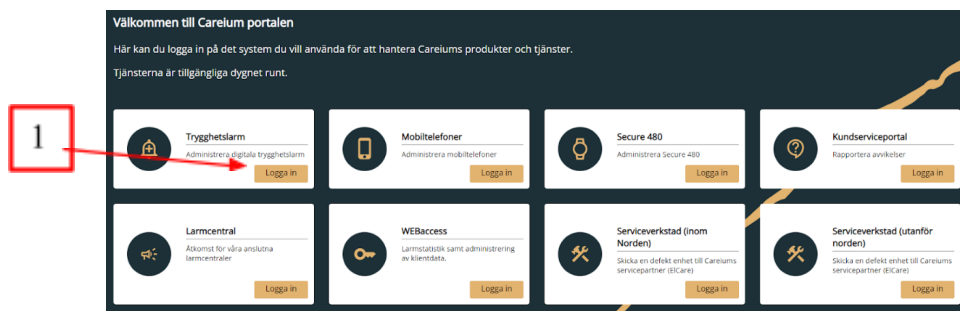 Välkommen till Careium portalen
Här kan du logga in på det system du vill använda för att hantera Careiums produkter och tjänster.
Tjänsterna är tillgängliga dygnet runt.
1
Trygghetslarm
Administrera digitala trygghetslarm
Logga in
Mobiltelefoner
Administrera mobiltelefoner
Logga in
Secure 480
Administrera Secure 480
Logga in
Kundserviceportal
Rapportera avvikelser
Logga in
Larmcentral
Åtkomst för våra anslutna
larmcentraler
Logga in
WEBaccess
Larmstatistik samt administrering
av klientdata.
Logga in
Serviceverkstad (inom
Norden)
Skicka en defekt enhet till Careiums
servicepartner (ElCare)
Logga in
Serviceverkstad (utanför
norden)
Skicka en defekt enhet till Careiums
servicepartner (ElCare)
Logga in